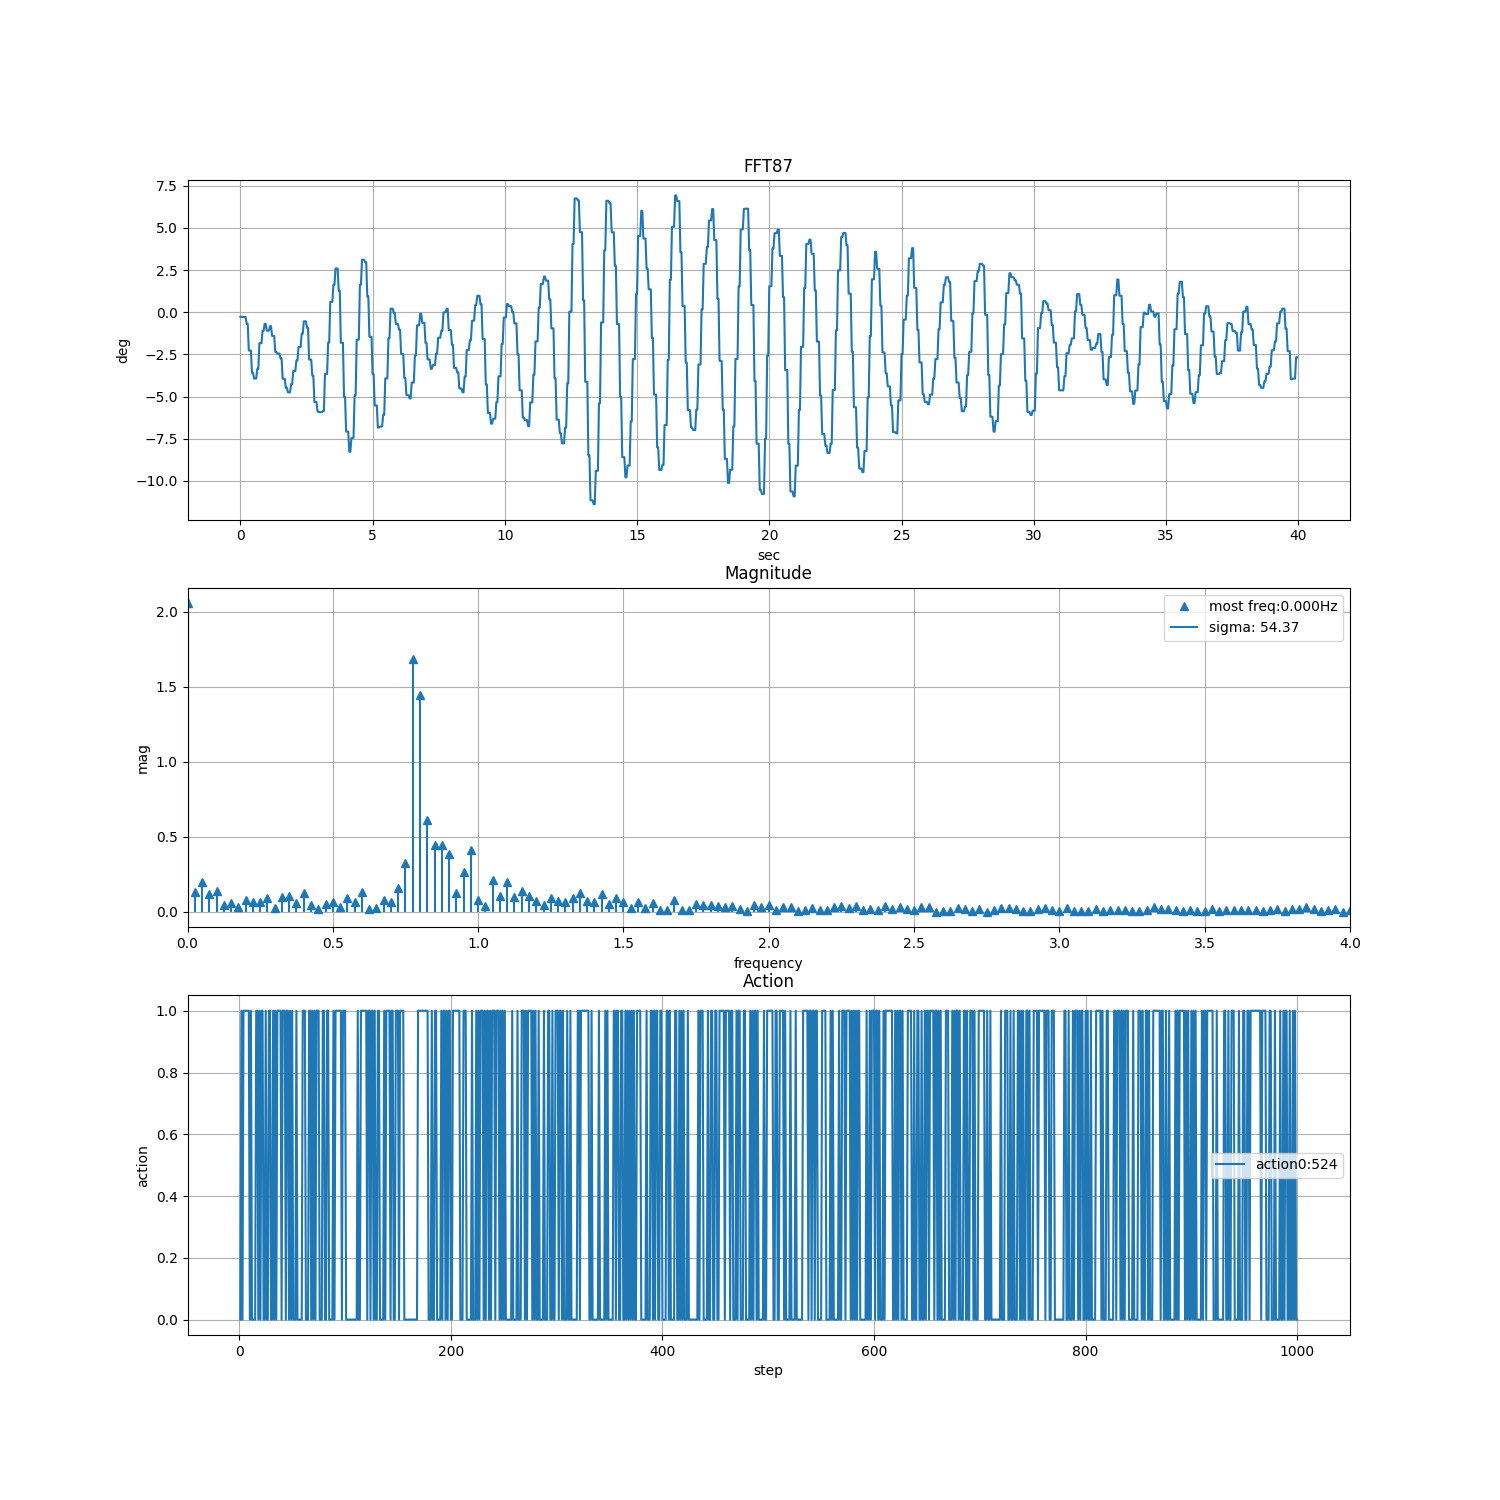 FFT87
7.5
5.0
2.5
0.0
−2.5
−5.0
−7.5
−10.0
deg
0 5 10 15 20 25 30 35 40
sec
Magnitude
most freq:0.000Hz
sigma: 54.37
2.0
1.5
1.0
0.5
0.0
mag
0.0 0.5 1.0 1.5 2.0 2.5 3.0 3.5 4.0
frequency
Action
1.0
0.8
0.6
0.4
0.2
0.0
action
action0:524
0 200 400 600 800 1000
step